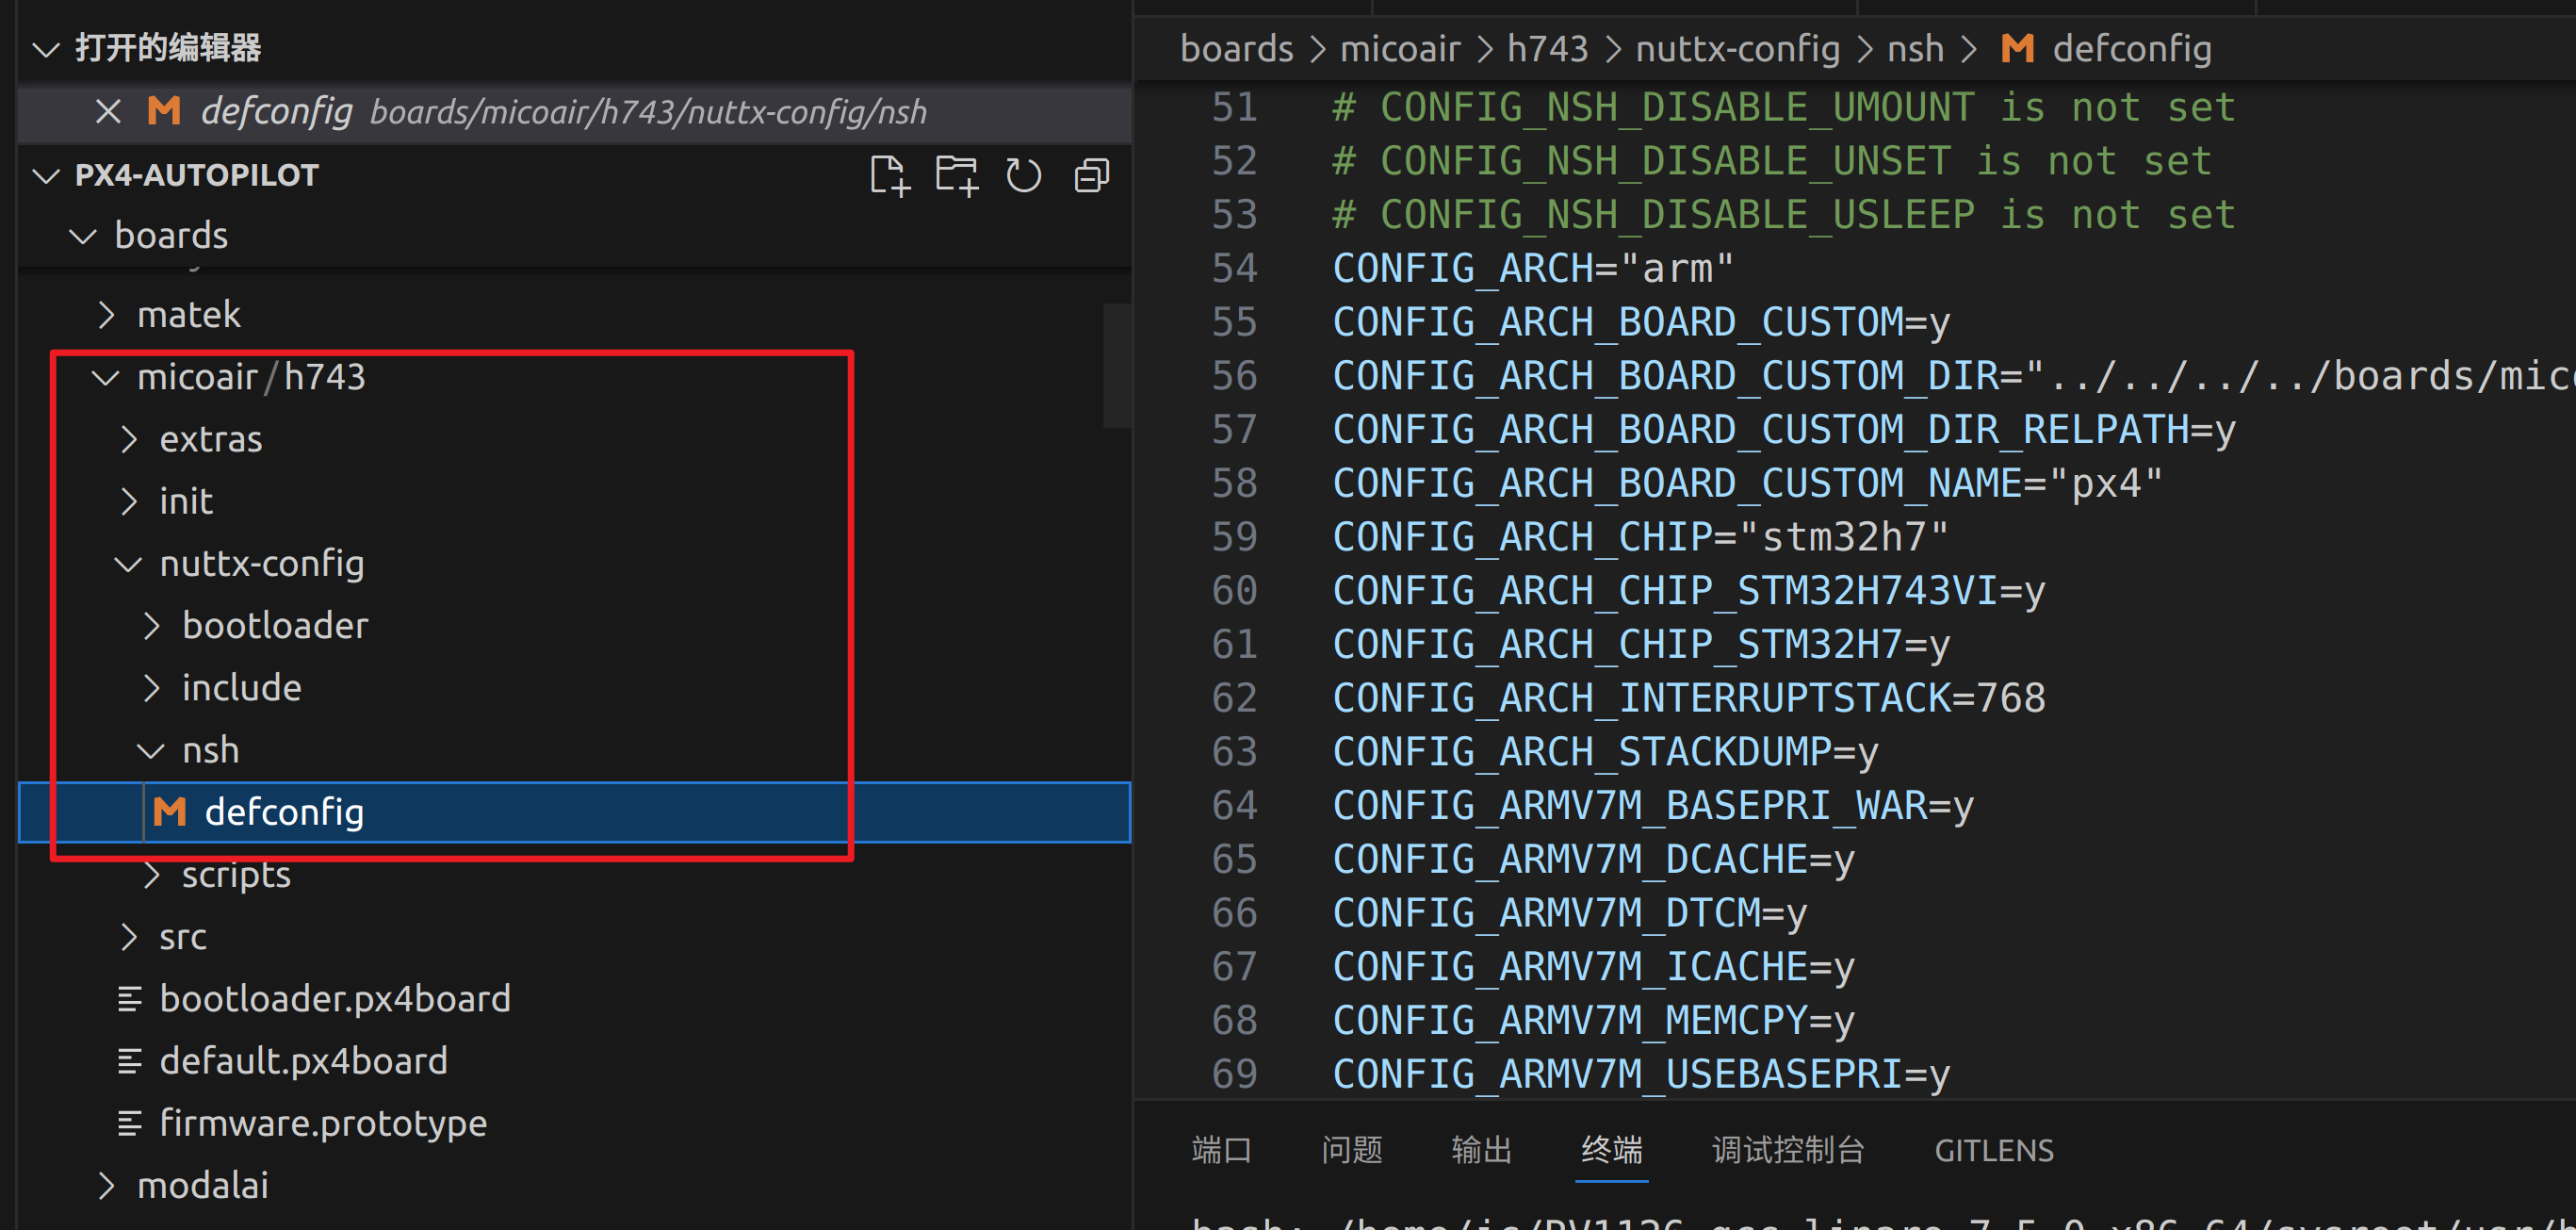 打开的编辑器
defconfig boards/micoair/h743/nuttx-config/nsh
PX4-AUTOPILOT
boards
matek
micoair / h743
extras
init
nuttx-config
bootloader
include
nsh
defconfig
scripts
src
bootloader.px4board
default.px4board
firmware.prototype
modalai
boards > micoair > h743 > nuttx-config > nsh > defconfig
51 # CONFIG_NSH_DISABLE_UMOUNT is not set
52 # CONFIG_NSH_DISABLE_UNSET is not set
53 # CONFIG_NSH_DISABLE_USLEEP is not set
54 CONFIG_ARCH="arm"
55 CONFIG_ARCH_BOARD_CUSTOM=y
56 CONFIG_ARCH_BOARD_CUSTOM_DIR="../../../../boards/mico
57 CONFIG_ARCH_BOARD_CUSTOM_DIR_RELPATH=y
58 CONFIG_ARCH_BOARD_CUSTOM_NAME="px4"
59 CONFIG_ARCH_CHIP="stm32h7"
60 CONFIG_ARCH_CHIP_STM32H743VI=y
61 CONFIG_ARCH_CHIP_STM32H7=y
62 CONFIG_ARCH_INTERRUPTSTACK=768
63 CONFIG_ARCH_STACKDUMP=y
64 CONFIG_ARMV7M_BASEPRI_WAR=y
65 CONFIG_ARMV7M_DCACHE=y
66 CONFIG_ARMV7M_DTCM=y
67 CONFIG_ARMV7M_ICACHE=y
68 CONFIG_ARMV7M_MEMCPY=y
69 CONFIG_ARMV7M_USEBASEPRI=y
端口 问题 输出 终端 调试控制台 GITLENS